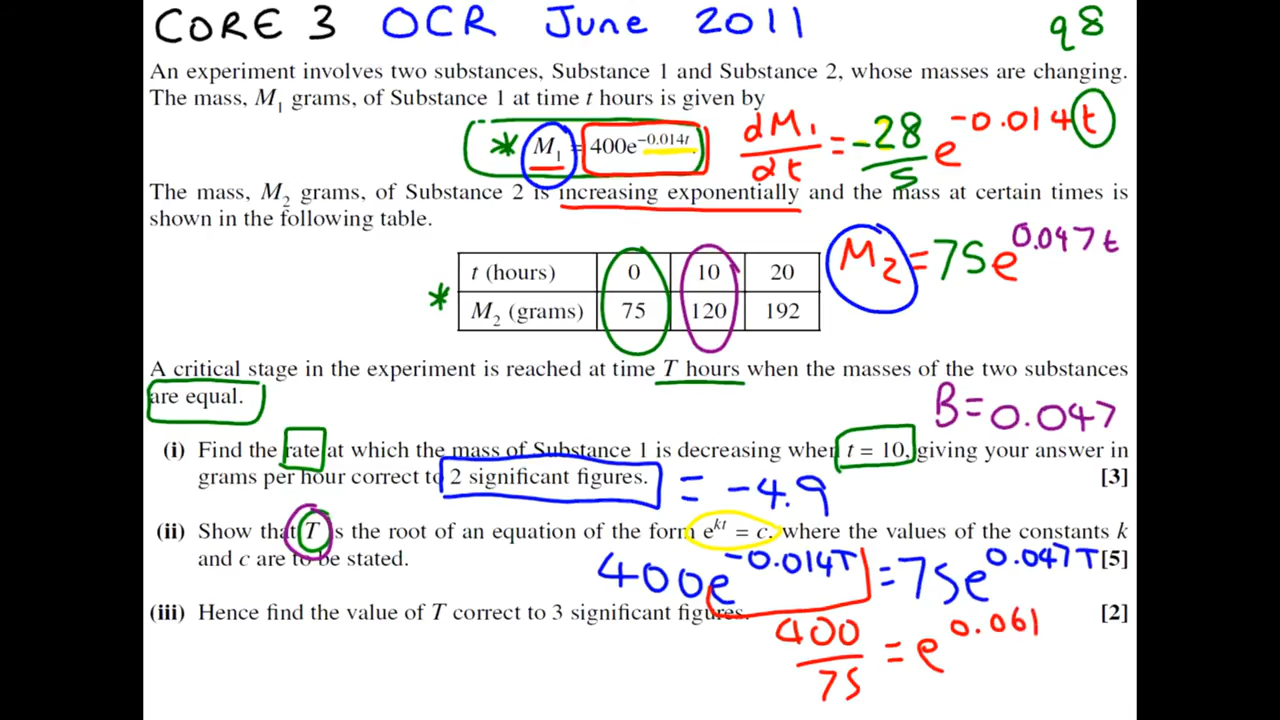 CORE 3 OCR June 2011 q8
An experiment involves two substances, Substance 1 and Substance 2, whose masses are changing.
The mass, M₁ grams, of Substance 1 at time t hours is given by
* M₁ = 400e^{−0.014t}. dM₁/dt = -28/5 e^{-0.014t}
The mass, M₂ grams, of Substance 2 is increasing exponentially and the mass at certain times is
shown in the following table.
M₂ = 75e^{0.047t}
t (hours) 0 10 20
* M₂ (grams) 75 120 192
A critical stage in the experiment is reached at time T hours when the masses of the two substances
are equal.
B = 0.047
(i) Find the rate at which the mass of Substance 1 is decreasing when t = 10, giving your answer in
grams per hour correct to 2 significant figures. [3]
= -4.9
(ii) Show that T is the root of an equation of the form e^{kt} = c, where the values of the constants k
and c are to be stated. [5]
400e^{-0.014T} = 75e^{0.047T}
(iii) Hence find the value of T correct to 3 significant figures. [2]
400/75 = e^{0.061}